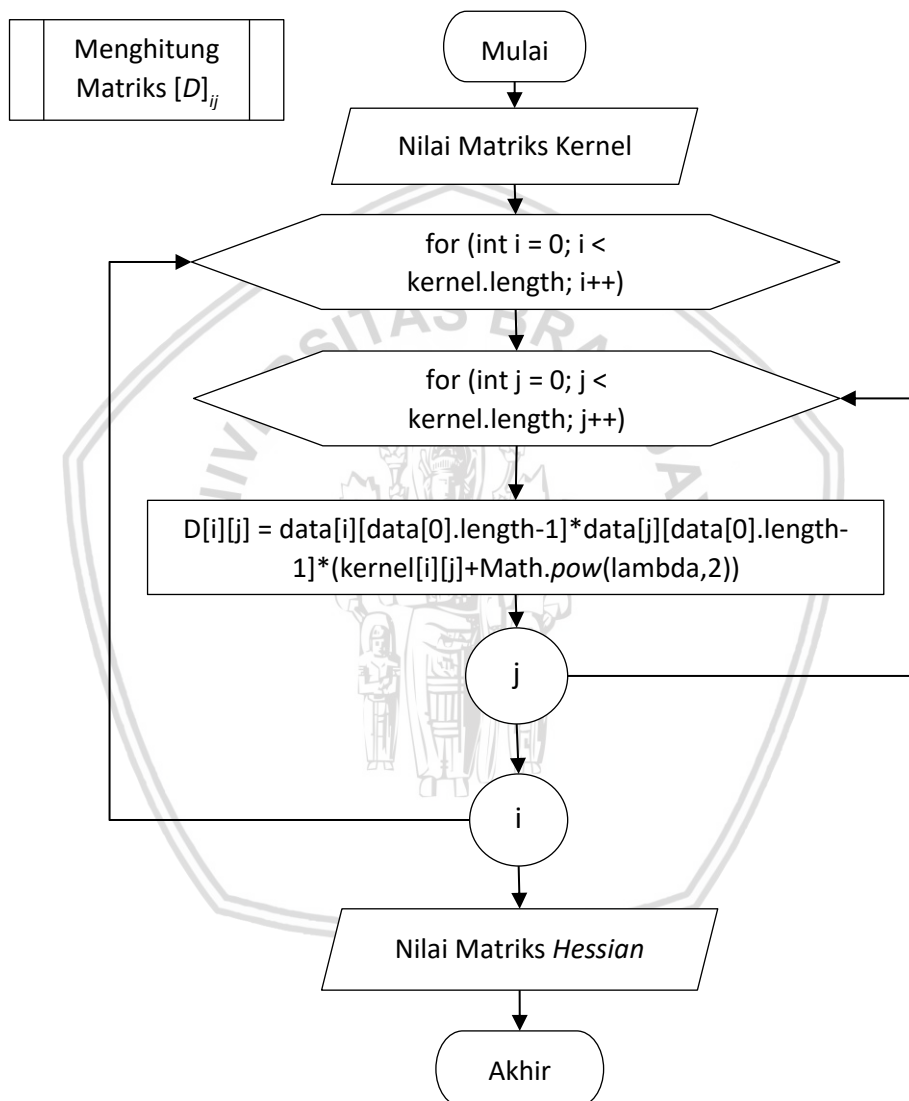 Menghitung
Matriks [D]ij
Mulai
Nilai Matriks Kernel
for (int i = 0; i <
kernel.length; i++)
for (int j = 0; j <
kernel.length; j++)
D[i][j] = data[i][data[0].length-1]*data[j][data[0].length-
1]*(kernel[i][j]+Math.pow(lambda,2))
j
i
Nilai Matriks Hessian
Akhir